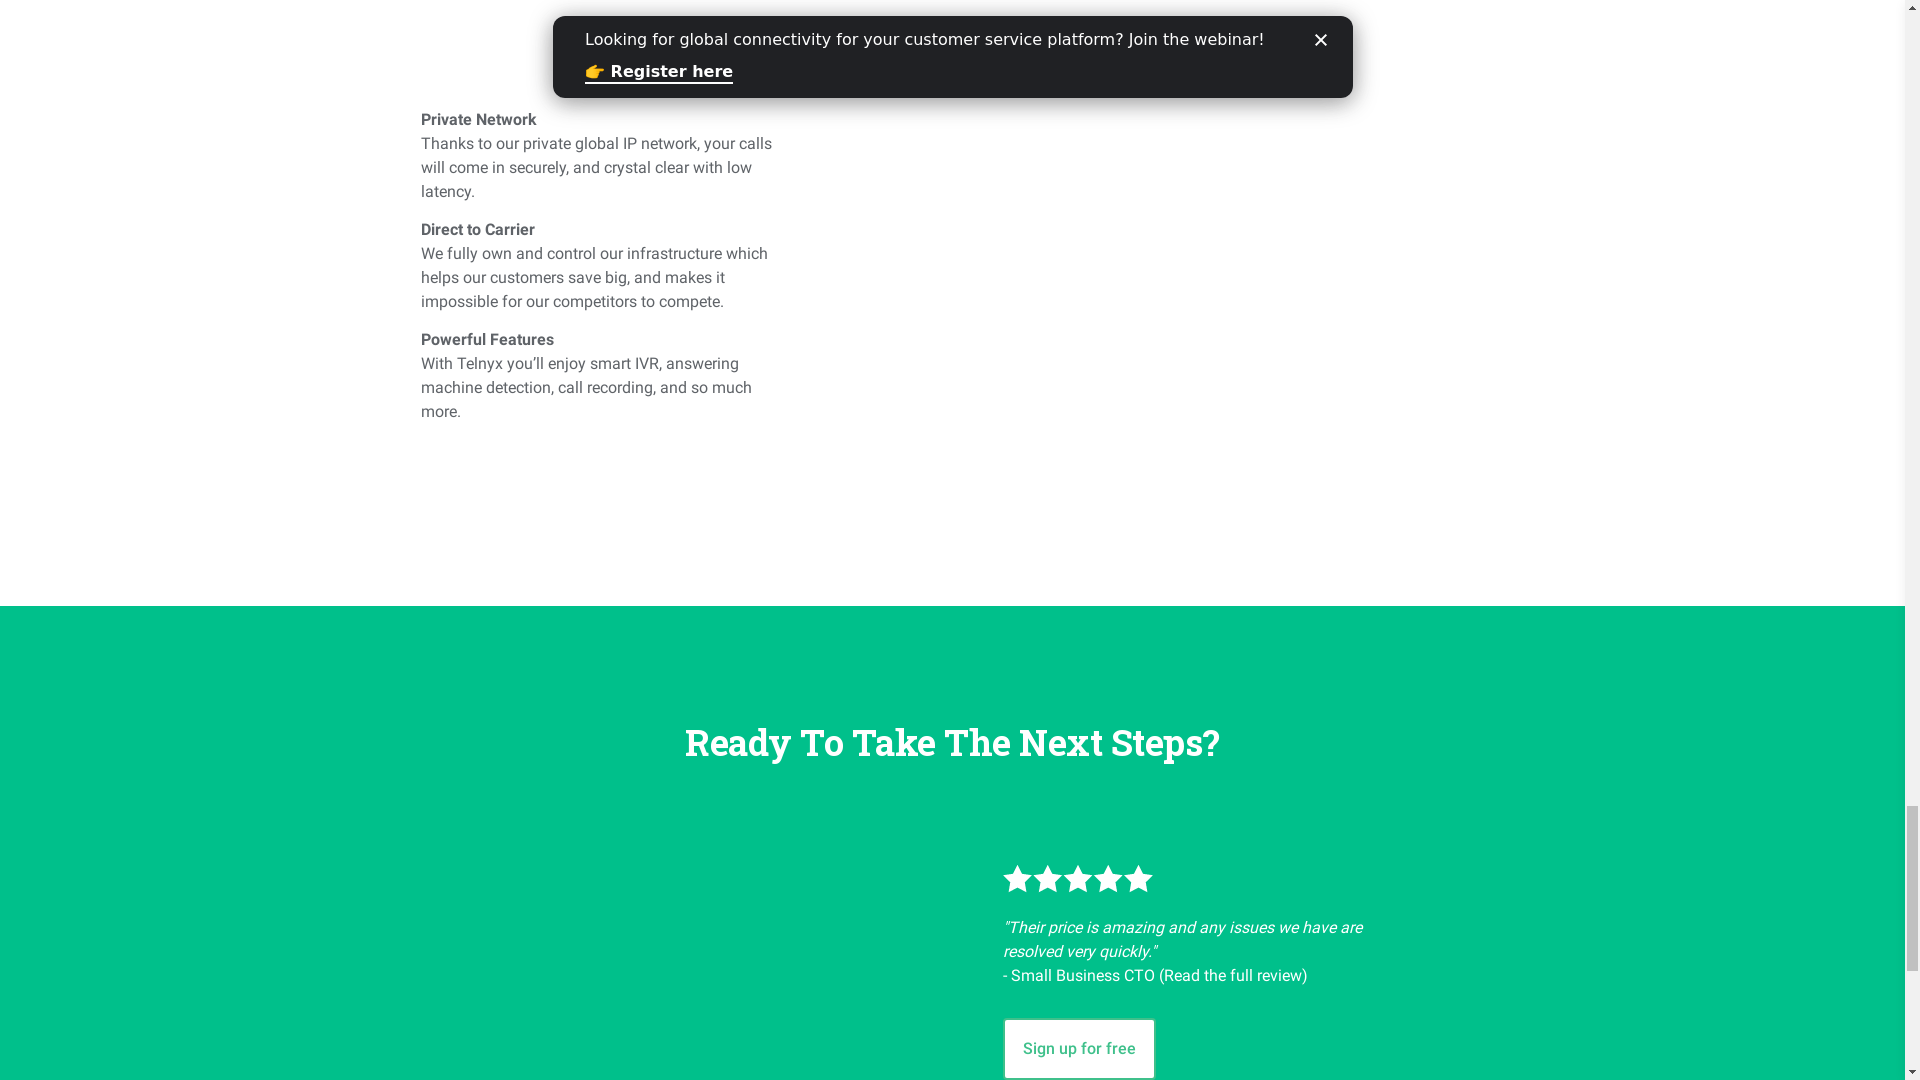 Looking for global connectivity for your customer service platform? Join the webinar!
👉 Register here
Private Network
Thanks to our private global IP network, your calls
will come in securely, and crystal clear with low
latency.
Direct to Carrier
We fully own and control our infrastructure which
helps our customers save big, and makes it
impossible for our competitors to compete.
Powerful Features
With Telnyx you’ll enjoy smart IVR, answering
machine detection, call recording, and so much
more.
Ready To Take The Next Steps?
"Their price is amazing and any issues we have are
resolved very quickly."
- Small Business CTO (Read the full review)
Sign up for free